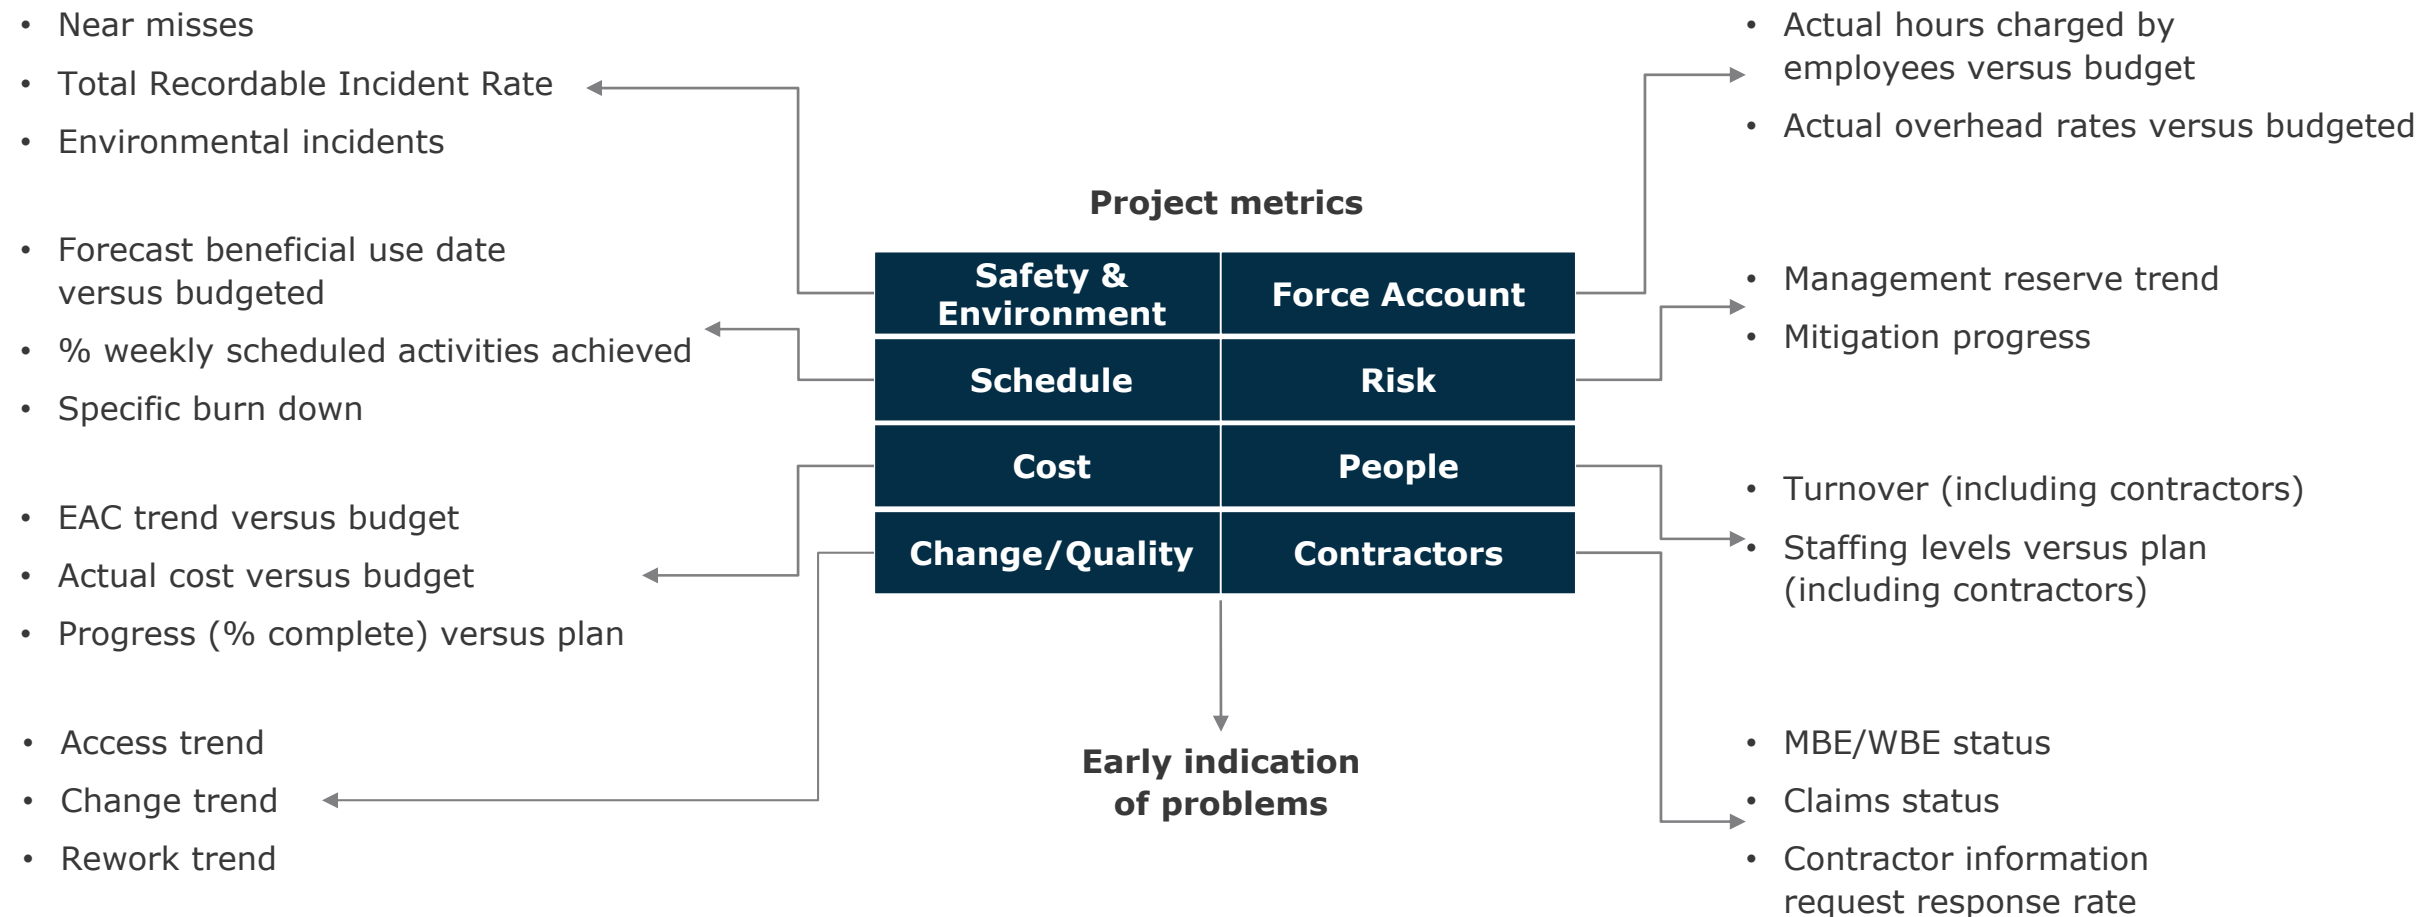 • Near misses
• Total Recordable Incident Rate
• Environmental incidents
• Forecast beneficial use date
versus budgeted
• % weekly scheduled activities achieved
• Specific burn down
• EAC trend versus budget
• Actual cost versus budget
• Progress (% complete) versus plan
• Access trend
• Change trend
• Rework trend
Project metrics
Safety &
Environment
Force Account
Schedule
Risk
Cost
People
Change/Quality
Contractors
Early indication
of problems
• Actual hours charged by
employees versus budget
• Actual overhead rates versus budgeted
• Management reserve trend
• Mitigation progress
• Turnover (including contractors)
• Staffing levels versus plan
(including contractors)
• MBE/WBE status
• Claims status
• Contractor information
request response rate